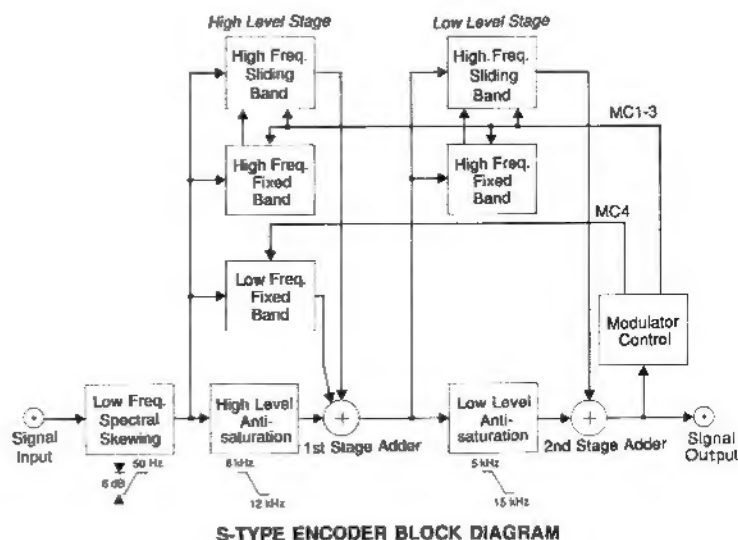 High Level Stage
Low Level Stage
High Freq.
Sliding
Band
High Freq.
Sliding
Band
MC1-3
High Freq.
Fixed
Band
High Freq.
Fixed
Band
MC4
Low Freq.
Fixed
Band
Modulator
Control
Low Freq.
Spectral
Skewing
High Level
Anti-
saturation
+
Low Level
Anti-
saturation
+
Signal
Input
1st Stage Adder
2nd Stage Adder
Signal
Output
50 Hz
6 dB
6 kHz
12 kHz
5 kHz
15 kHz
S-TYPE ENCODER BLOCK DIAGRAM